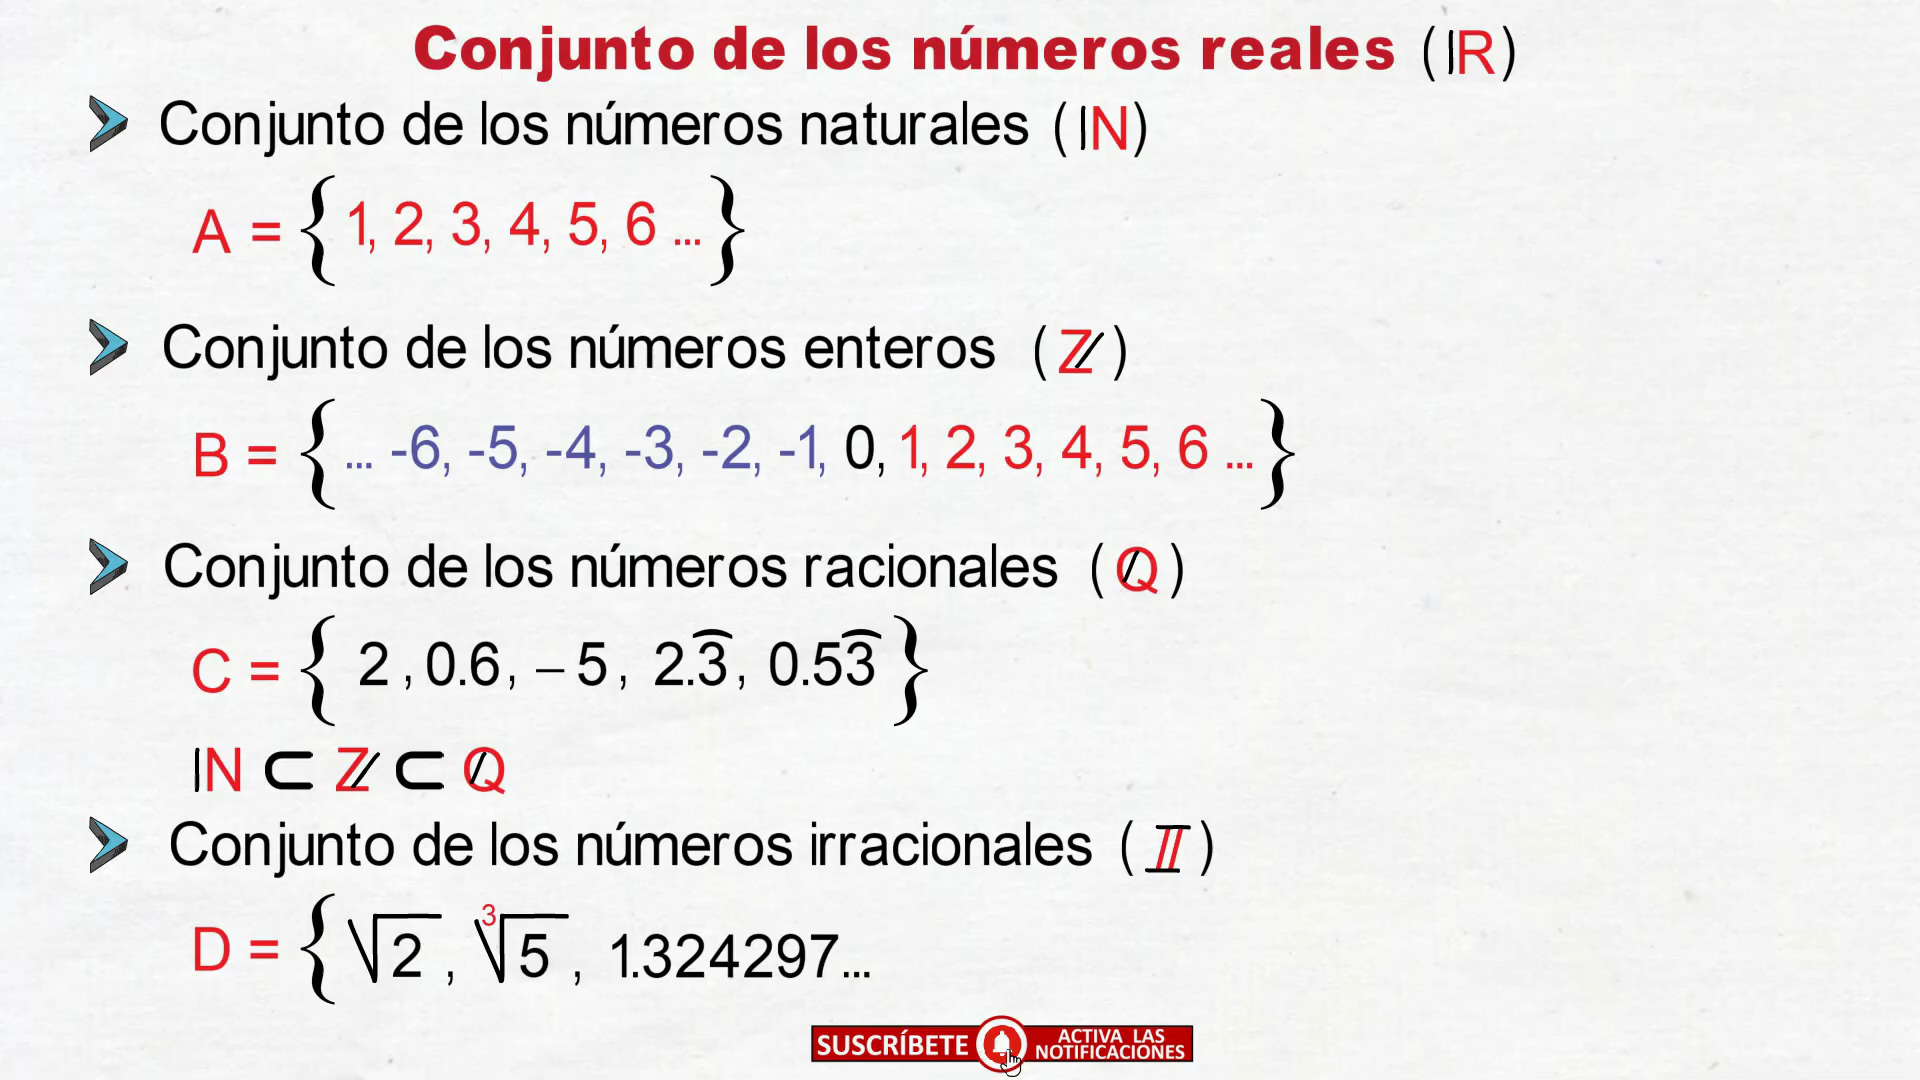 Conjunto de los números reales (ℝ)
Conjunto de los números naturales (ℕ)
A = { 1, 2, 3, 4, 5, 6 ... }
Conjunto de los números enteros (ℤ)
B = { ... -6, -5, -4, -3, -2, -1, 0, 1, 2, 3, 4, 5, 6 ... }
Conjunto de los números racionales (ℚ)
C = { 2 , 0.6 , – 5 , 2.3̑ , 0.53̑ }
ℕ ⊂ ℤ ⊂ ℚ
Conjunto de los números irracionales (𝕀)
D = { √2 , ∛5 , 1.324297...
SUSCRÍBETE ACTIVA LAS
NOTIFICACIONES